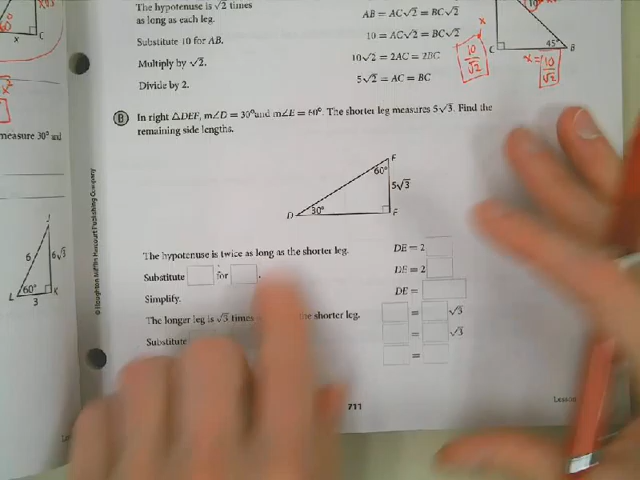 The hypotenuse is √2 times
as long as each leg.
AB = AC√2 = BC√2
Substitute 10 for AB.
10 = AC√2 = BC√2
Multiply by √2.
10√2 = 2AC = 2BC
Divide by 2.
5√2 = AC = BC
x
10/√2
C
45°
B
x = 10/√2
x
C
B In right △DEF, m∠D = 30° and m∠E = 60°. The shorter leg measures 5√3. Find the
remaining side lengths.
measure 30° and
60°
5√3
D
30°
F
J
6
6√3
L
60°
K
3
© Houghton Mifflin Harcourt Publishing Company
The hypotenuse is twice as long as the shorter leg.
DE = 2
Substitute for .
DE = 2
Simplify.
DE =
The longer leg is √3 times the shorter leg.
= √3
Substitute
= √3
=
711
Lesson